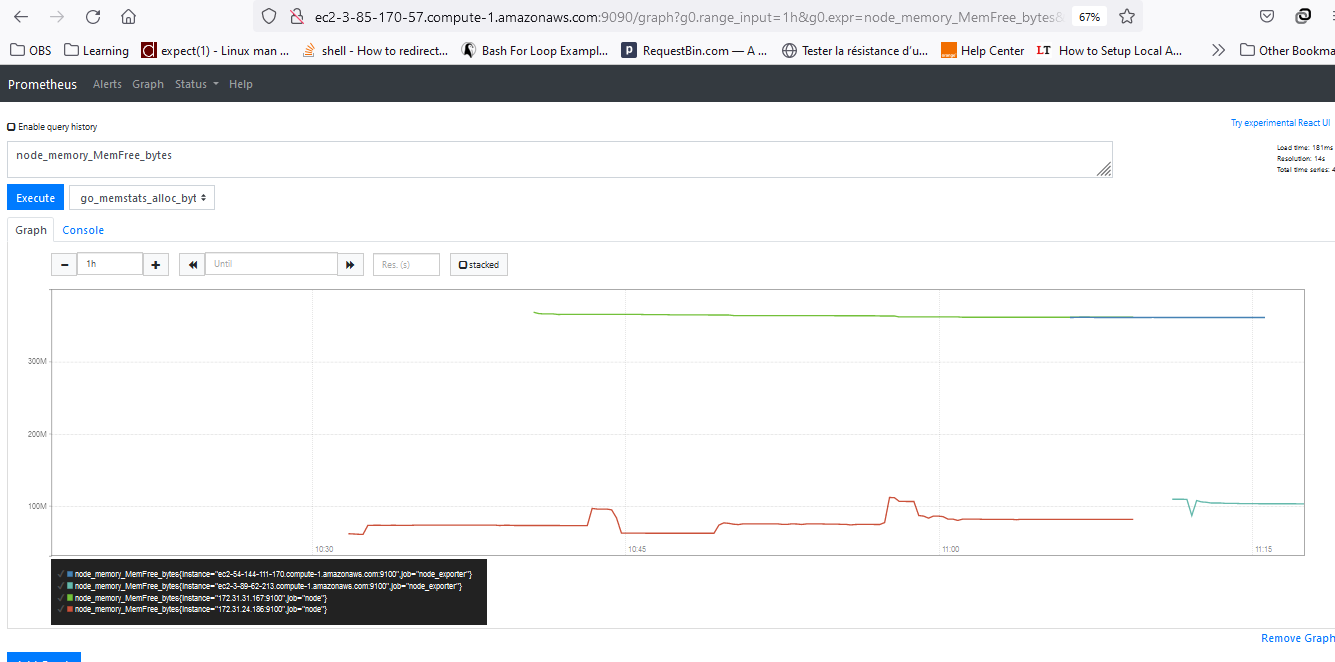 ec2-3-85-170-57.compute-1.amazonaws.com:9090/graph?g0.range_input=1h&g0.expr=node_memory_MemFree_bytes& 67%
OBS Learning expect(1) - Linux man ... shell - How to redirect... Bash For Loop Exampl... RequestBin.com — A ... Tester la résistance d'u... Help Center LT How to Setup Local A... Other Bookma
Prometheus Alerts Graph Status Help
Enable query history
Try experimental React UI
node_memory_MemFree_bytes
Load time: 181ms
Resolution: 14s
Total time series: 4
Execute go_memstats_alloc_byt
Graph Console
1h Until Res. (s) stacked
300M
200M
100M
10:30 10:45 11:00 11:15
node_memory_MemFree_bytes{instance="ec2-54-144-111-170.compute-1.amazonaws.com:9100",job="node_exporter"}
node_memory_MemFree_bytes{instance="ec2-3-89-62-213.compute-1.amazonaws.com:9100",job="node_exporter"}
node_memory_MemFree_bytes{instance="172.31.31.167:9100",job="node"}
node_memory_MemFree_bytes{instance="172.31.24.186:9100",job="node"}
Remove Graph